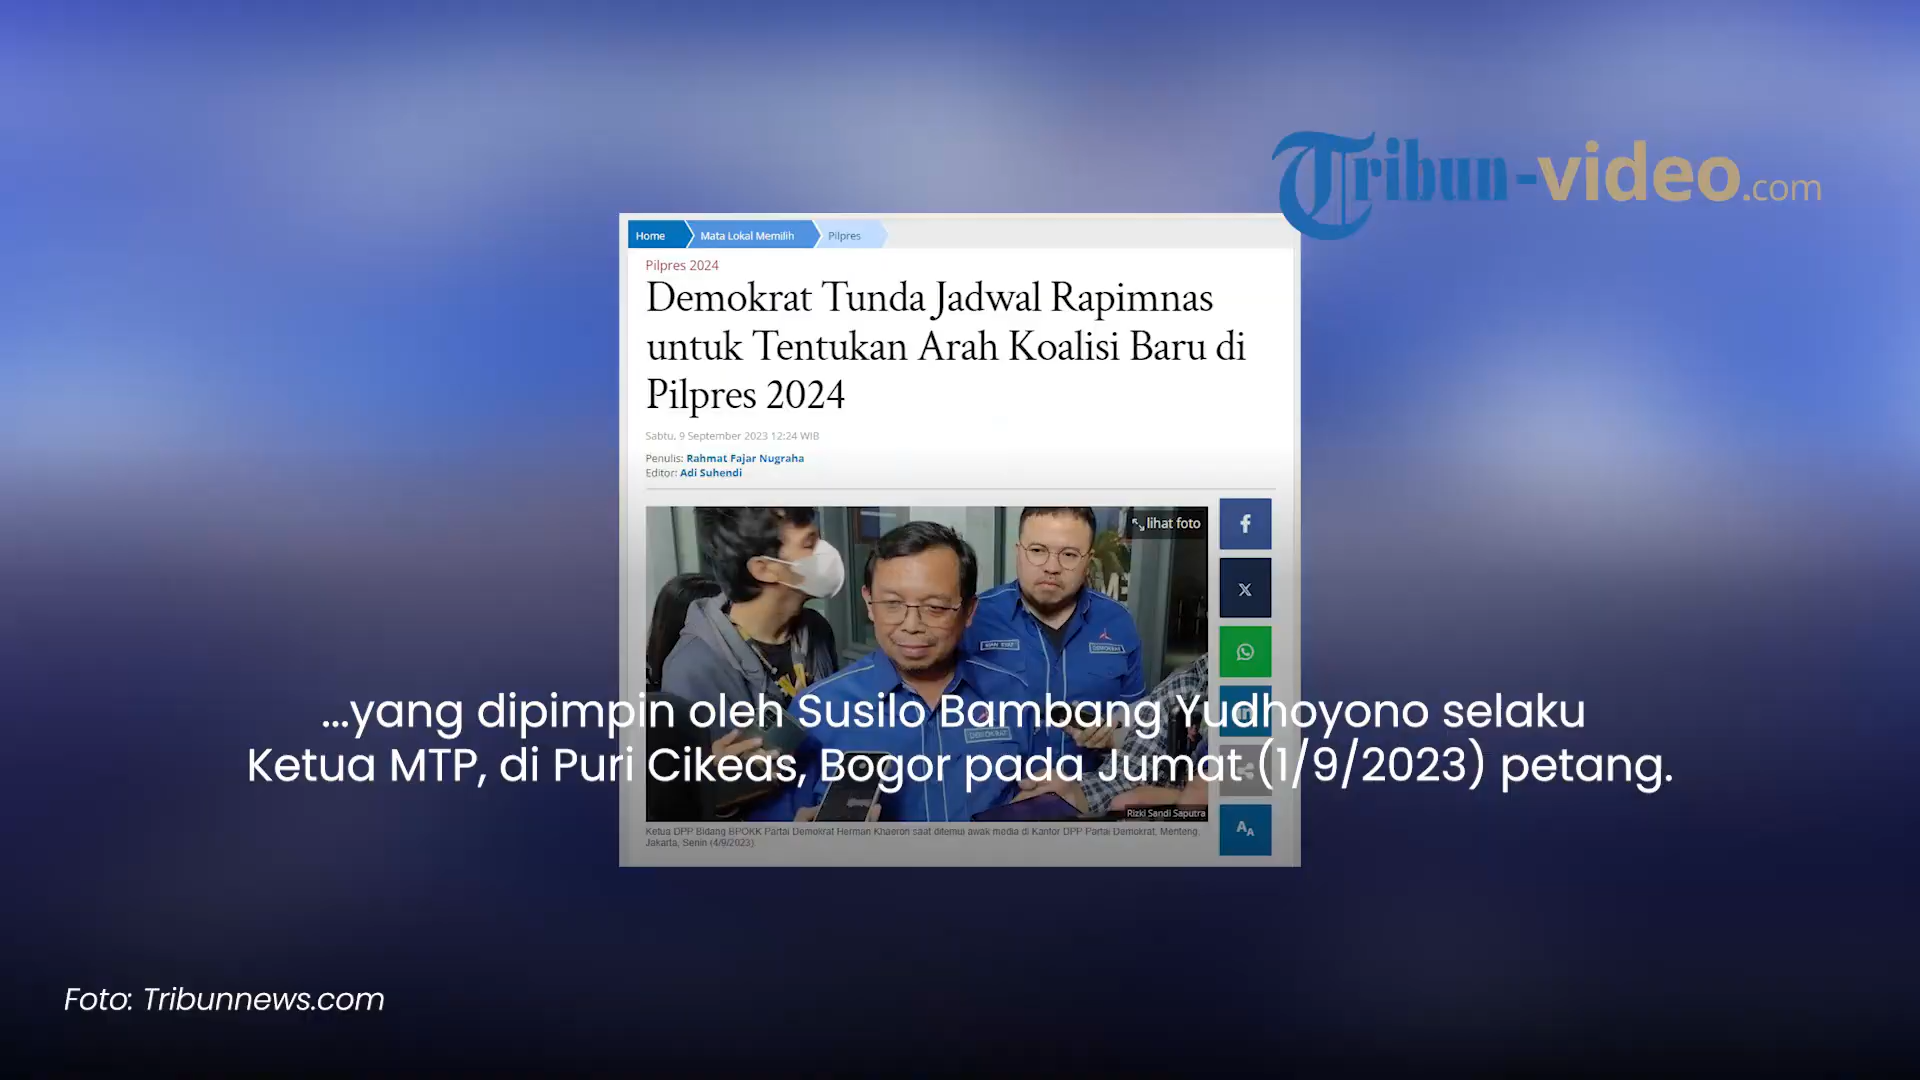 Tribun-video.com
Home
Mata Lokal Memilih
Pilpres
Pilpres 2024
Demokrat Tunda Jadwal Rapimnas
untuk Tentukan Arah Koalisi Baru di
Pilpres 2024
Sabtu, 9 September 2023 12:24 WIB
Penulis: Rahmat Fajar Nugraha
Editor: Adi Suhendi
lihat foto
DEMOKRAT
DEMOKRAT
...yang dipimpin oleh Susilo Bambang Yudhoyono selaku
Ketua MTP, di Puri Cikeas, Bogor pada Jumat (1/9/2023) petang.
Rizki Sandi Saputra
AA
Ketua DPP Bidang BPOKK Partai Demokrat Herman Khaeron saat ditemui awak media di Kantor DPP Partai Demokrat, Menteng,
Jakarta, Senin (4/9/2023).
Foto: Tribunnews.com